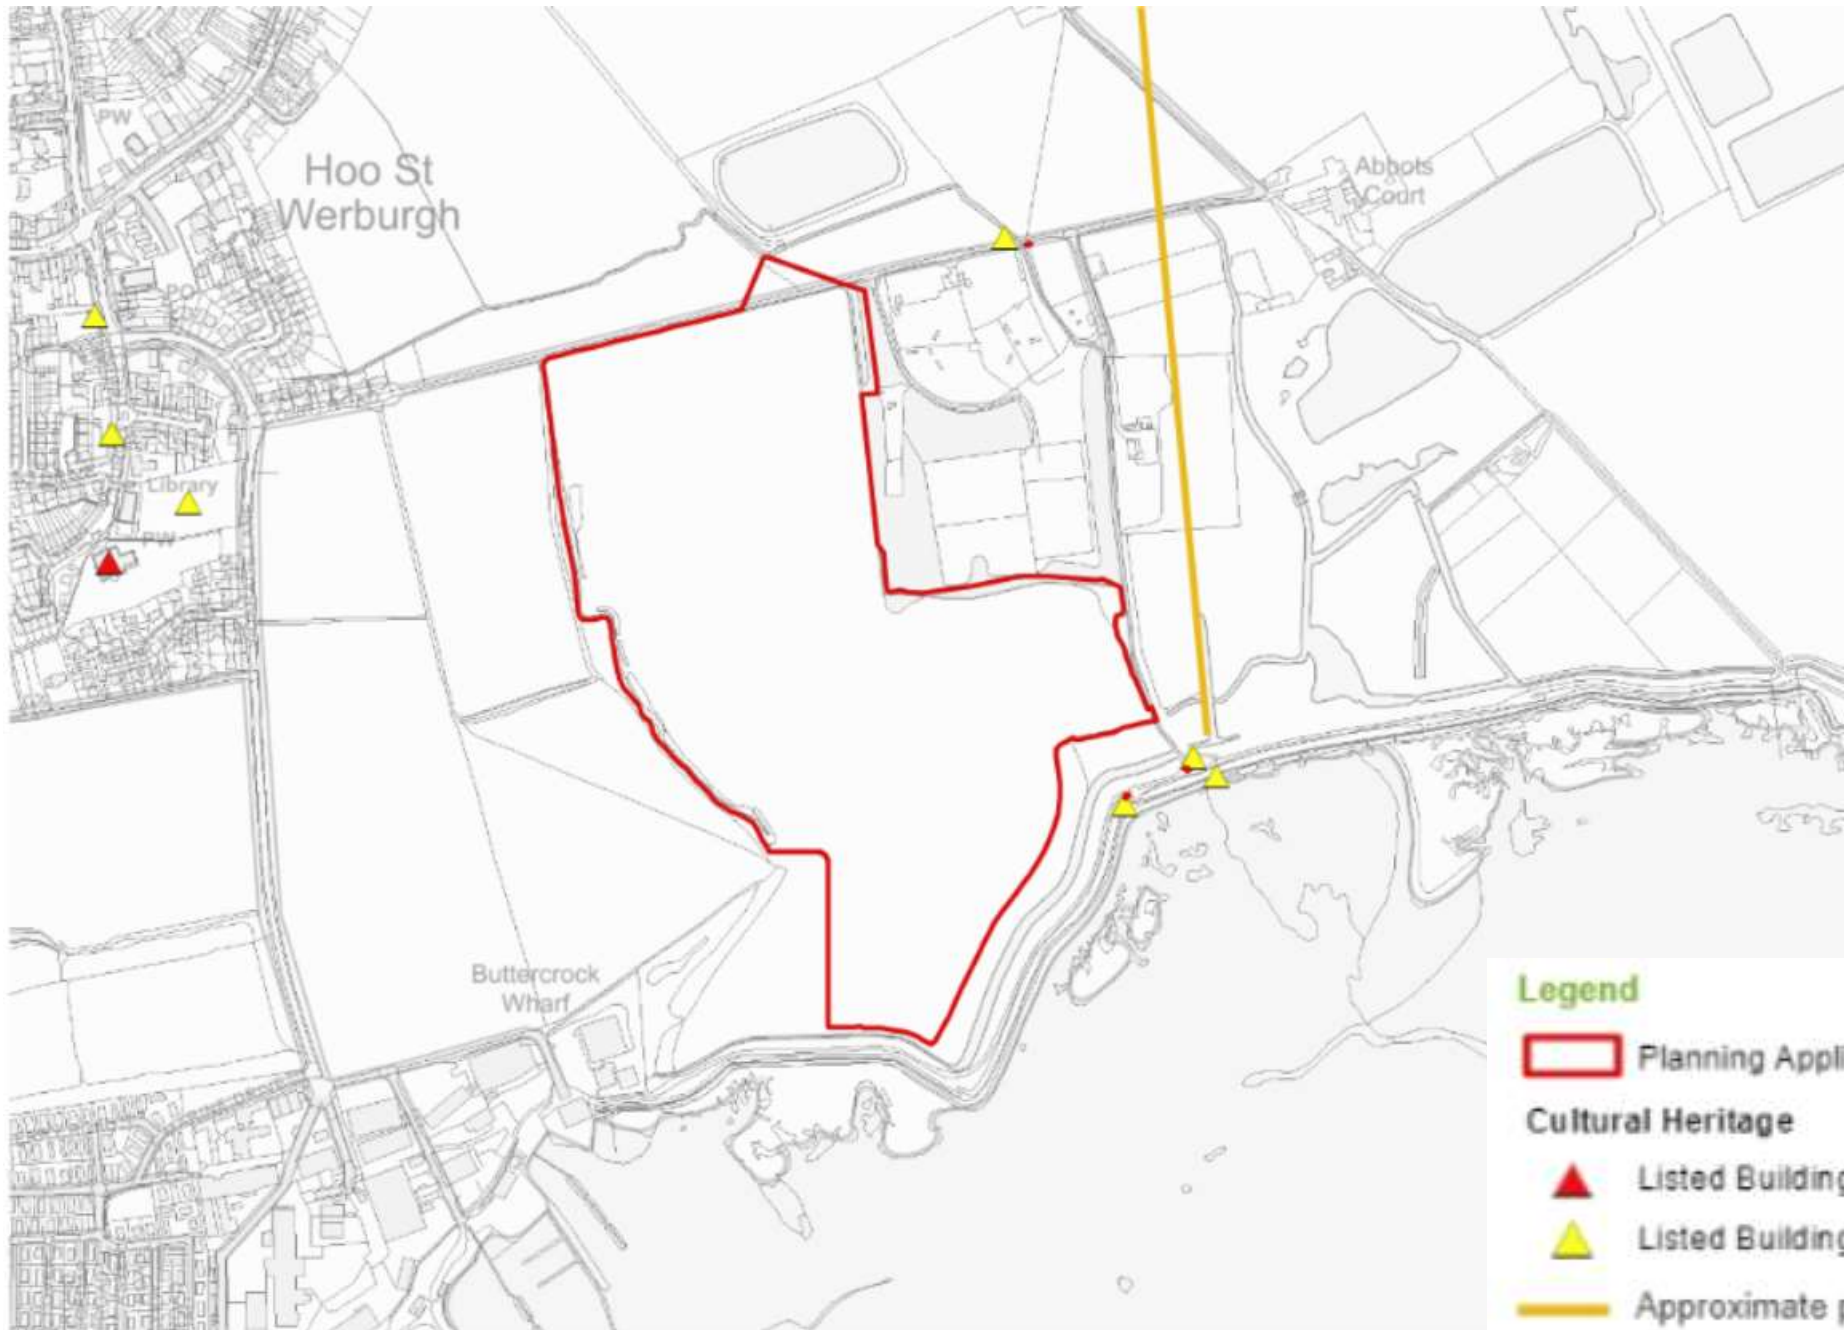 PW
Hoo St
Werburgh
Abbots
Court
PO
Library
PW
Buttercrock
Wharf
Legend
Planning Appli
Cultural Heritage
Listed Building
Listed Building
Approximate p